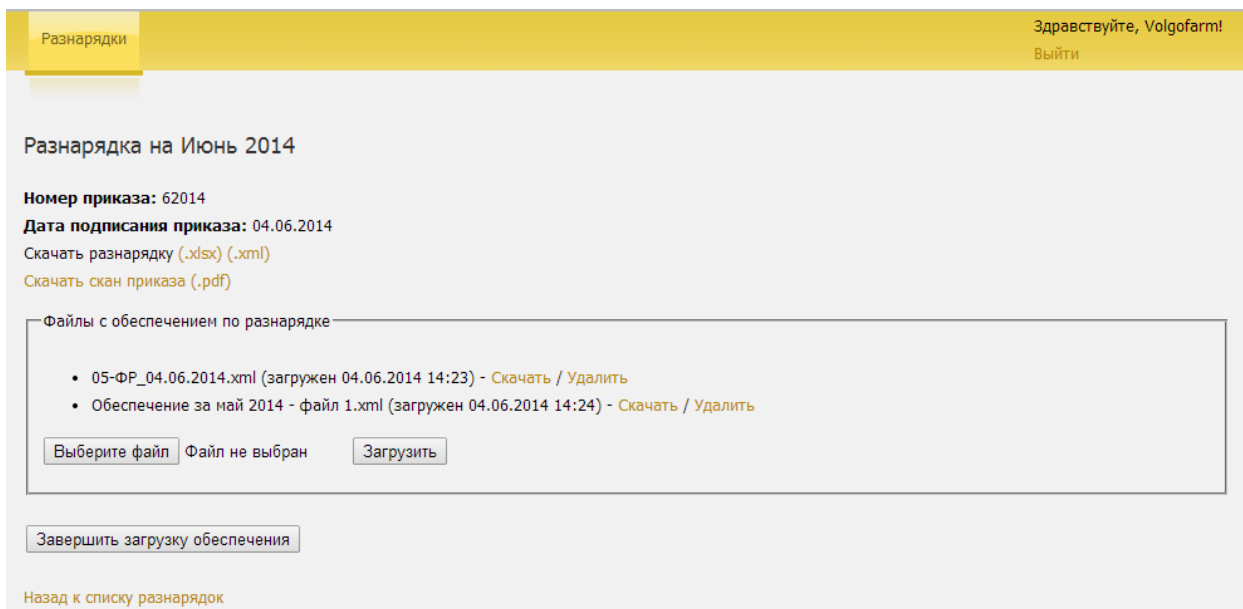 Разнарядки
Здравствуйте, Volgofarm!
Выйти
Разнарядка на Июнь 2014
Номер приказа: 62014
Дата подписания приказа: 04.06.2014
Скачать разнарядку (.xlsx) (.xml)
Скачать скан приказа (.pdf)
Файлы с обеспечением по разнарядке
• 05-ФР_04.06.2014.xml (загружен 04.06.2014 14:23) - Скачать / Удалить
• Обеспечение за май 2014 - файл 1.xml (загружен 04.06.2014 14:24) - Скачать / Удалить
Выберите файл Файл не выбран Загрузить
Завершить загрузку обеспечения
Назад к списку разнарядок